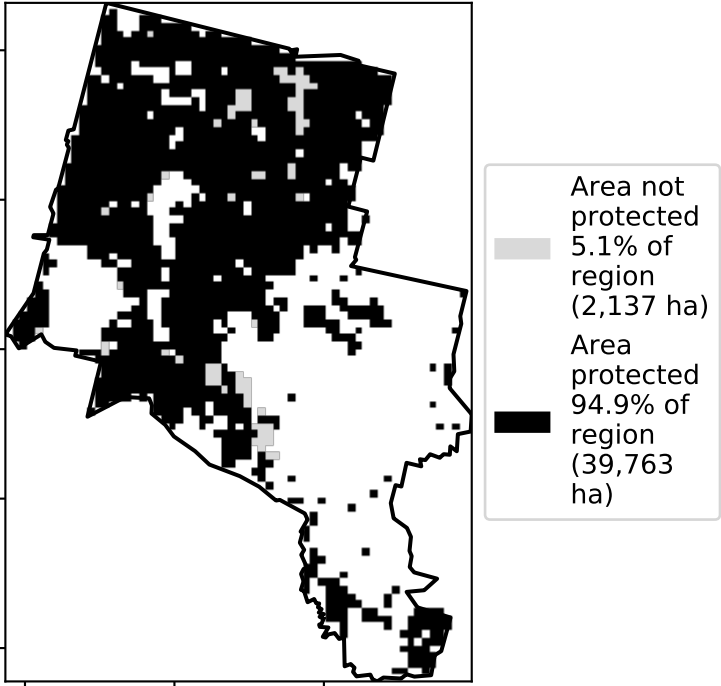 Area not
protected
5.1% of
region
(2,137 ha)
Area
protected
94.9% of
region
(39,763
ha)